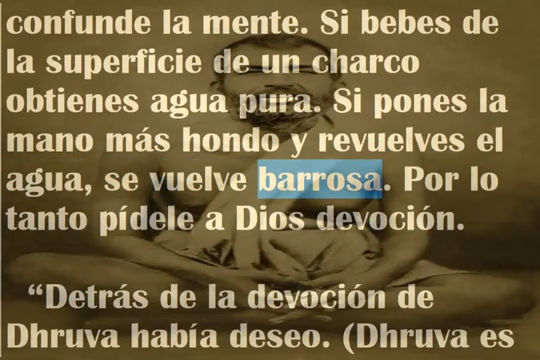 confunde la mente. Si bebes de
la superficie de un charco
obtienes agua pura. Si pones la
mano más hondo y revuelves el
agua, se vuelve barrosa. Por lo
tanto pídele a Dios devoción.
“Detrás de la devoción de
Dhruva había deseo. (Dhruva es